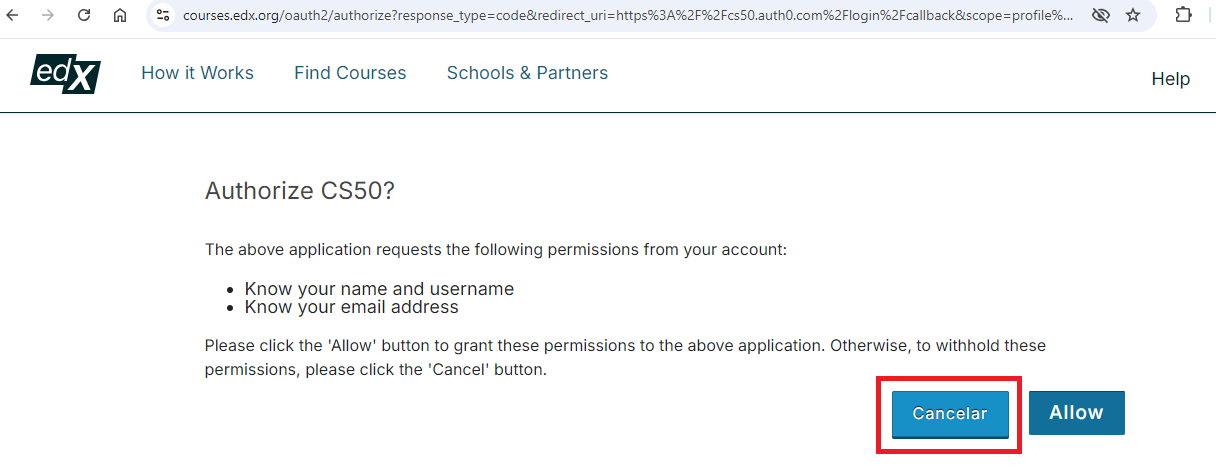 courses.edx.org/oauth2/authorize?response_type=code&redirect_uri=https%3A%2F%2Fcs50.auth0.com%2Flogin%2Fcallback&scope=profile%...
edX How it Works Find Courses Schools & Partners Help
Authorize CS50?
The above application requests the following permissions from your account:
• Know your name and username
• Know your email address
Please click the 'Allow' button to grant these permissions to the above application. Otherwise, to withhold these
permissions, please click the 'Cancel' button.
Cancelar Allow